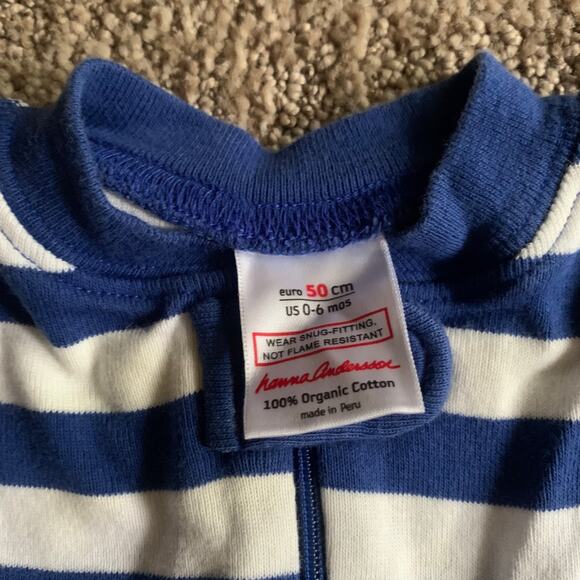 euro 50 cm
US 0-6 mos
WEAR SNUG-FITTING.
NOT FLAME RESISTANT
hanna Andersson
100% Organic Cotton
made in Peru